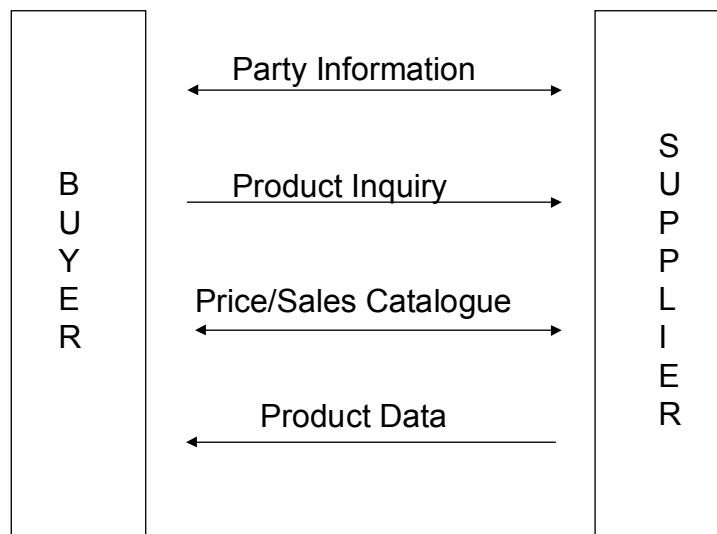 BUYER
Party Information
Product Inquiry
Price/Sales Catalogue
Product Data
SUPPLIER